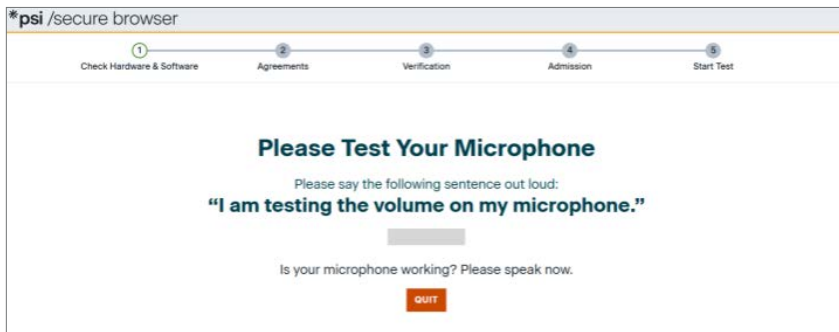 *psi /secure browser
1 2 3 4 5
Check Hardware & Software Agreements Verification Admission Start Test
Please Test Your Microphone
Please say the following sentence out loud:
“I am testing the volume on my microphone.”
Is your microphone working? Please speak now.
QUIT